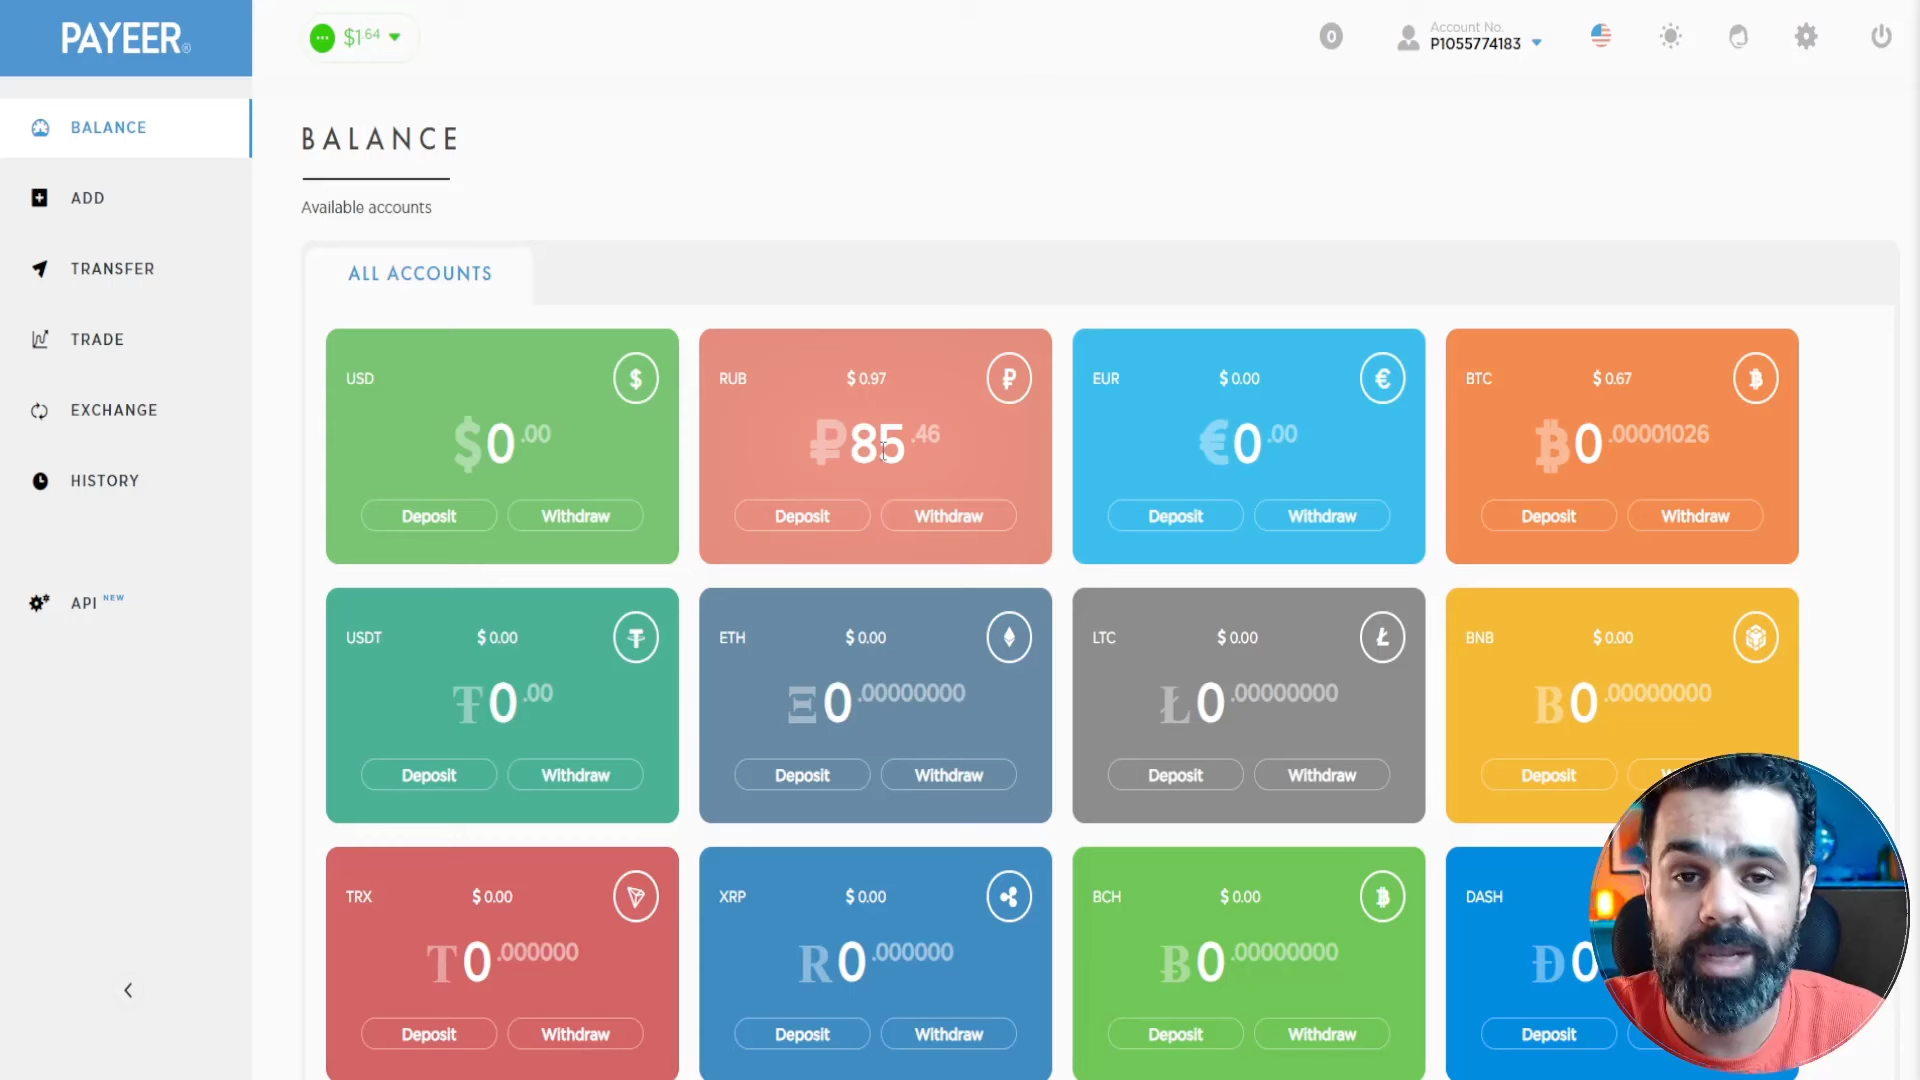 PAYEER®
$1.64
0
Account No.
P1055774183
BALANCE
ADD
TRANSFER
TRADE
EXCHANGE
HISTORY
API NEW
BALANCE
Available accounts
ALL ACCOUNTS
USD $
$0.00
Deposit Withdraw
RUB $ 0.97 ₽
₽85.46
Deposit Withdraw
EUR $ 0.00 €
€0.00
Deposit Withdraw
BTC $ 0.67
₿0.00001026
Deposit Withdraw
USDT $ 0.00
₮0.00
Deposit Withdraw
ETH $ 0.00
Ξ0.00000000
Deposit Withdraw
LTC $ 0.00 Ł
Ł0.00000000
Deposit Withdraw
BNB $ 0.00
B0.00000000
Deposit
TRX $ 0.00
T0.000000
Deposit Withdraw
XRP $ 0.00
R0.000000
Deposit Withdraw
BCH $ 0.00
Ƀ0.00000000
Deposit Withdraw
DASH
Đ0
Deposit